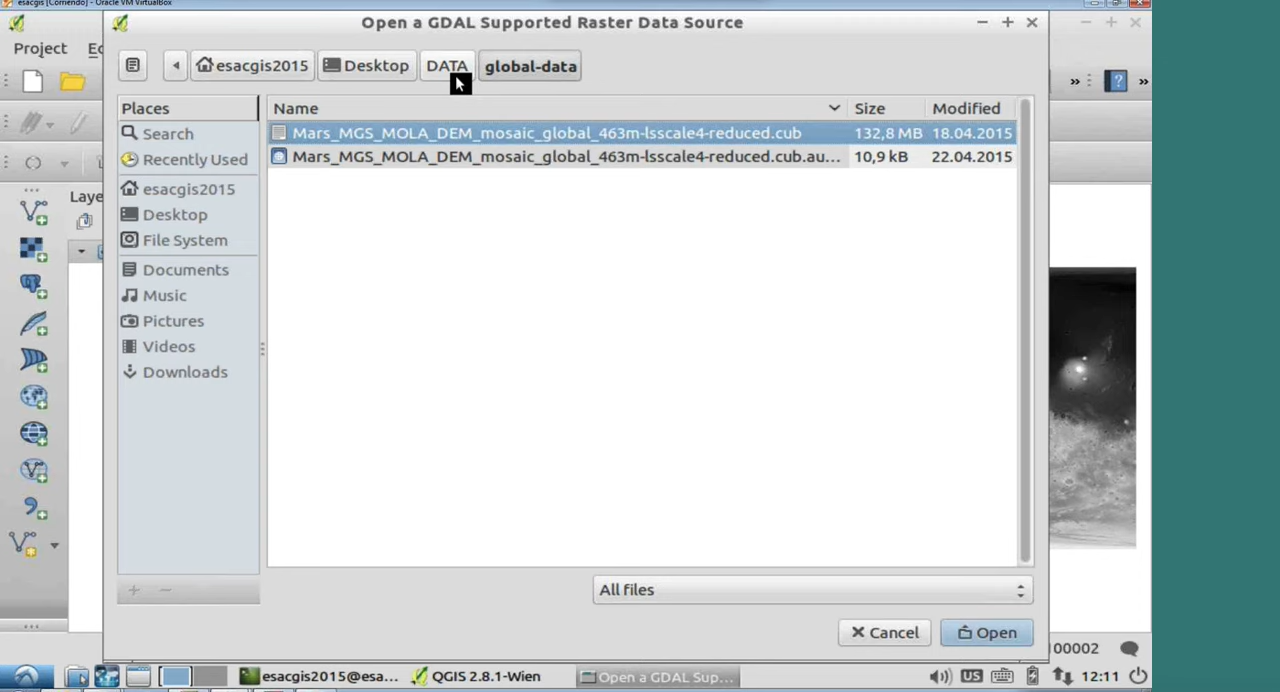 esacgis [Corriendo] - Oracle VM VirtualBox
Open a GDAL Supported Raster Data Source
Project
esacgis2015 Desktop DATA global-data
Places
Name Size Modified
Search
Mars_MGS_MOLA_DEM_mosaic_global_463m-lsscale4-reduced.cub 132,8 MB 18.04.2015
Recently Used
Mars_MGS_MOLA_DEM_mosaic_global_463m-lsscale4-reduced.cub.au... 10,9 kB 22.04.2015
esacgis2015
Laye
Desktop
File System
Documents
Music
Pictures
Videos
Downloads
All files
Cancel Open
00002
esacgis2015@esa... QGIS 2.8.1-Wien Open a GDAL Sup... US 12:11